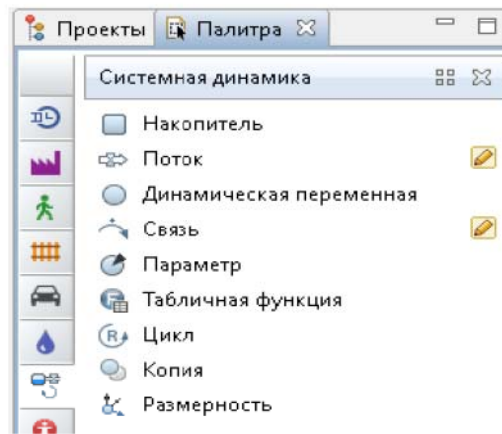 Проекты Палитра
Системная динамика
Накопитель
Поток
Динамическая переменная
Связь
Параметр
Табличная функция
Цикл
Копия
Размерность